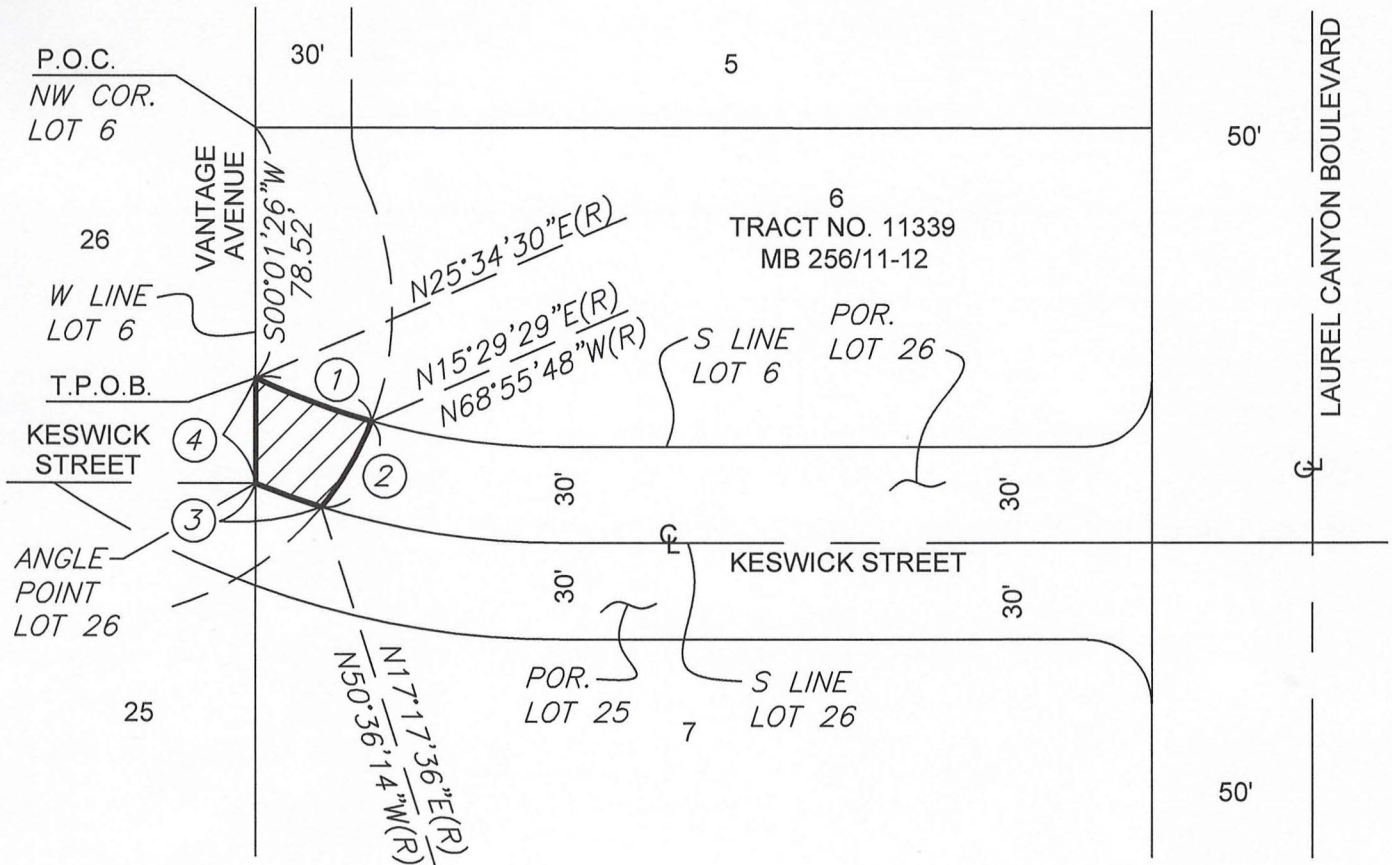 P.O.C.
NW COR.
LOT 6
30'
5
50'
LAUREL CANYON BOULEVARD
VANTAGE
AVENUE
S00°01'26"W
78.52'
26
W LINE
LOT 6
N25°34'30"E(R)
6
TRACT NO. 11339
MB 256/11-12
N15°29'29"E(R)
N68°55'48"W(R)
S LINE
LOT 6
POR.
LOT 26
T.P.O.B.
1
KESWICK
STREET
4
2
3
30'
30'
℄
℄
KESWICK STREET
ANGLE
POINT
LOT 26
30'
30'
N17°17'36"E(R)
N50°36'14"W(R)
POR.
LOT 25
S LINE
LOT 26
25
7
50'